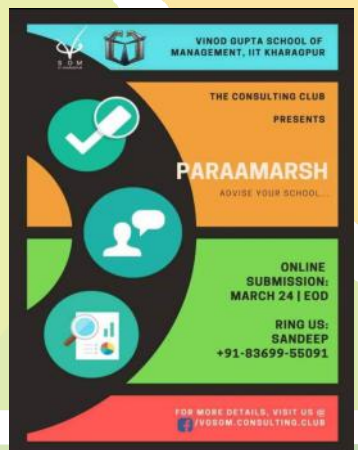 VINOD GUPTA SCHOOL OF
MANAGEMENT, IIT KHARAGPUR
S O M
THE CONSULTING CLUB
PRESENTS
PARAAMARSH
ADVISE YOUR SCHOOL...
ONLINE
SUBMISSION:
MARCH 24 | EOD
RING US:
SANDEEP
+91-83699-55091
FOR MORE DETAILS, VISIT US @
/VGSOM.CONSULTING.CLUB